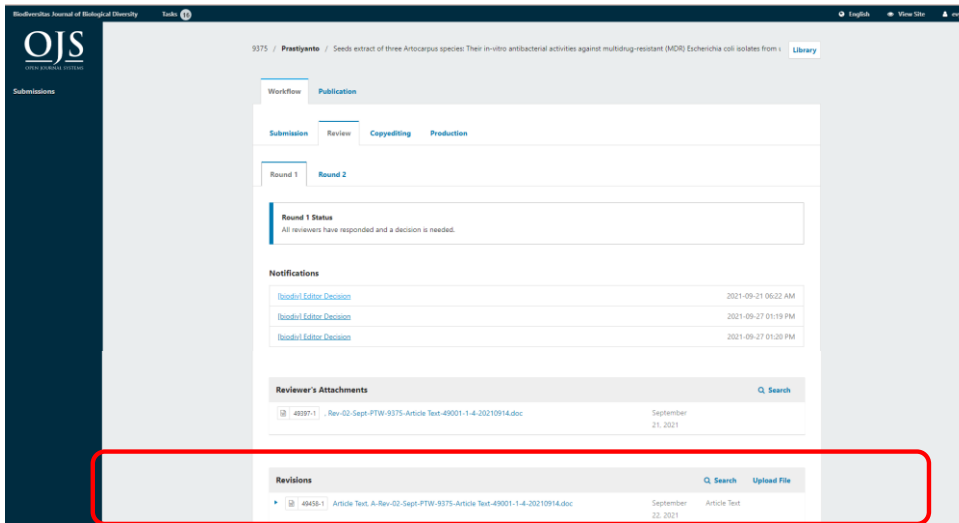 Biodiversitas Journal of Biological Diversity Tasks 16 English View Site
OJS
OPEN JOURNAL SYSTEMS
Submissions
9375 / Prastiyanto / Seeds extract of three Artocarpus species: Their in-vitro antibacterial activities against multidrug-resistant (MDR) Escherichia coli isolates from
Library
Workflow Publication
Submission Review Copyediting Production
Round 1 Round 2
Round 1 Status
All reviewers have responded and a decision is needed.
Notifications
[biodiv] Editor Decision 2021-09-21 06:22 AM
[biodiv] Editor Decision 2021-09-27 01:19 PM
[biodiv] Editor Decision 2021-09-27 01:20 PM
Reviewer's Attachments Search
49397-1 . Rev-02-Sept-PTW-9375-Article Text-49001-1-4-20210914.doc September
21, 2021
Revisions Search Upload File
49458-1 Article Text, A-Rev-02-Sept-PTW-9375-Article Text-49001-1-4-20210914.doc September Article Text
22, 2021